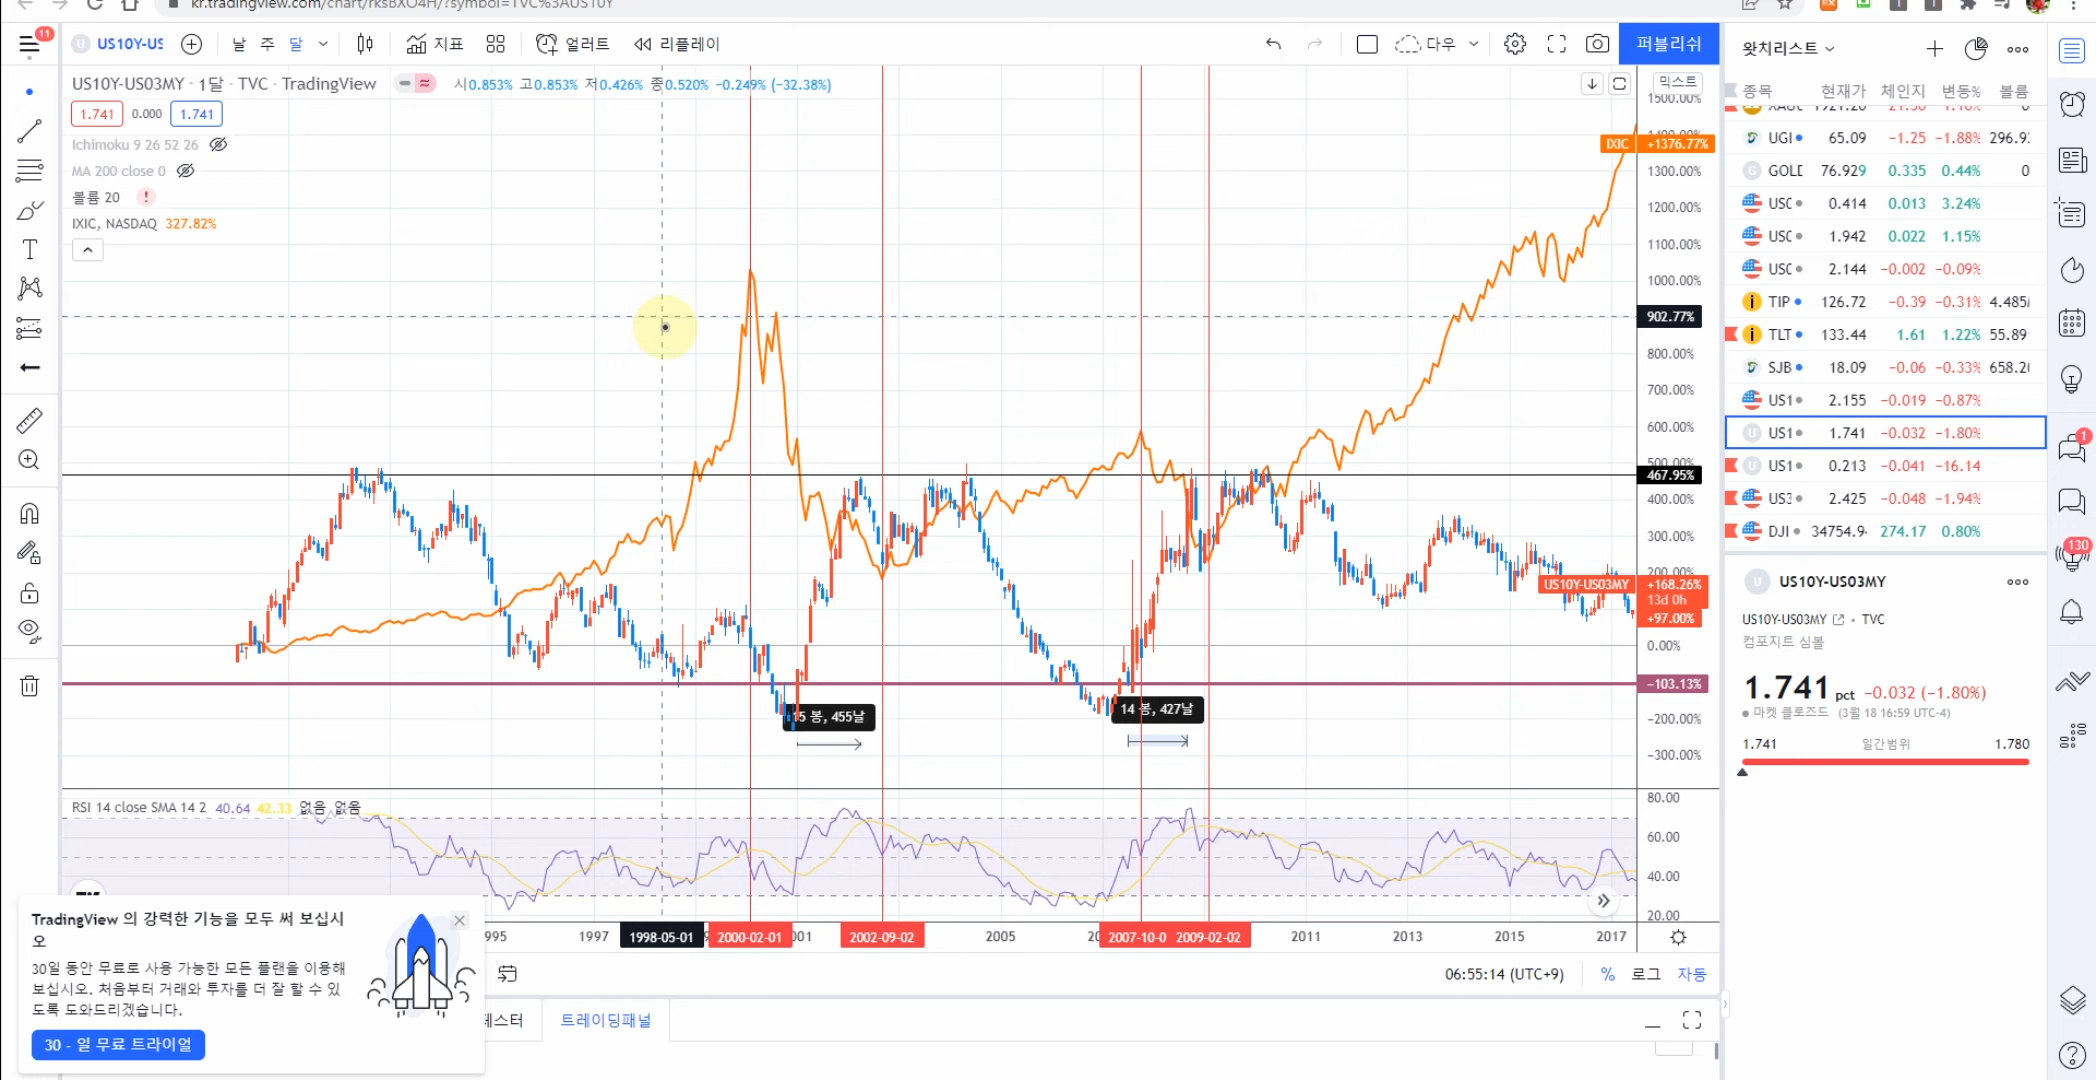 kr.tradingview.com/chart/rksBXO4H/?symbol=TVC%3AUS10Y
11
U US10Y-US
날 주 달
지표
얼러트
리플레이
다우
퍼블리쉬
US10Y-US03MY · 1달 · TVC · TradingView
시0.853% 고0.853% 저0.426% 종0.520% -0.249% (-32.38%)
1.741 0.000 1.741
Ichimoku 9 26 52 26
MA 200 close 0
볼륨 20 !
IXIC, NASDAQ 327.82%
믹스트
1500.00%
1400.00%
IXIC +1376.77%
1300.00%
1200.00%
1100.00%
1000.00%
902.77%
800.00%
700.00%
600.00%
500.00%
467.95%
400.00%
300.00%
200.00%
US10Y-US03MY +168.26%
13d 0h
+97.00%
0.00%
-103.13%
-200.00%
-300.00%
15 봉, 455날
14 봉, 427날
RSI 14 close SMA 14 2 40.64 42.33 없음 없음
80.00
60.00
40.00
20.00
995 1997 1998-05-01 2000-02-01 001 2002-09-02 2005 20 2007-10-0 2009-02-02 2011 2013 2015 2017
06:55:14 (UTC+9) % 로그 자동
테스터 트레이딩패널
TradingView 의 강력한 기능을 모두 써 보십시
오
30일 동안 무료로 사용 가능한 모든 플랜을 이용해
보십시오. 처음부터 거래와 투자를 더 잘 할 수 있
도록 도와드리겠습니다.
30 - 일 무료 트라이얼
왓치리스트
종목 현재가 체인지 변동% 볼륨
UGI 65.09 -1.25 -1.88% 296.9
GOLD 76.929 0.335 0.44% 0
USC 0.414 0.013 3.24%
USC 1.942 0.022 1.15%
USC 2.144 -0.002 -0.09%
TIP 126.72 -0.39 -0.31% 4.485
TLT 133.44 1.61 1.22% 55.89
SJB 18.09 -0.06 -0.33% 658.2
US1 2.155 -0.019 -0.87%
U US1 1.741 -0.032 -1.80%
U US1 0.213 -0.041 -16.14
US3 2.425 -0.048 -1.94%
DJI 34754.9 274.17 0.80%
U US10Y-US03MY
US10Y-US03MY · TVC
컴포지트 심볼
1.741 pct -0.032 (-1.80%)
마켓 클로즈드 (3월 18 16:59 UTC-4)
1.741 일간범위 1.780
1
130